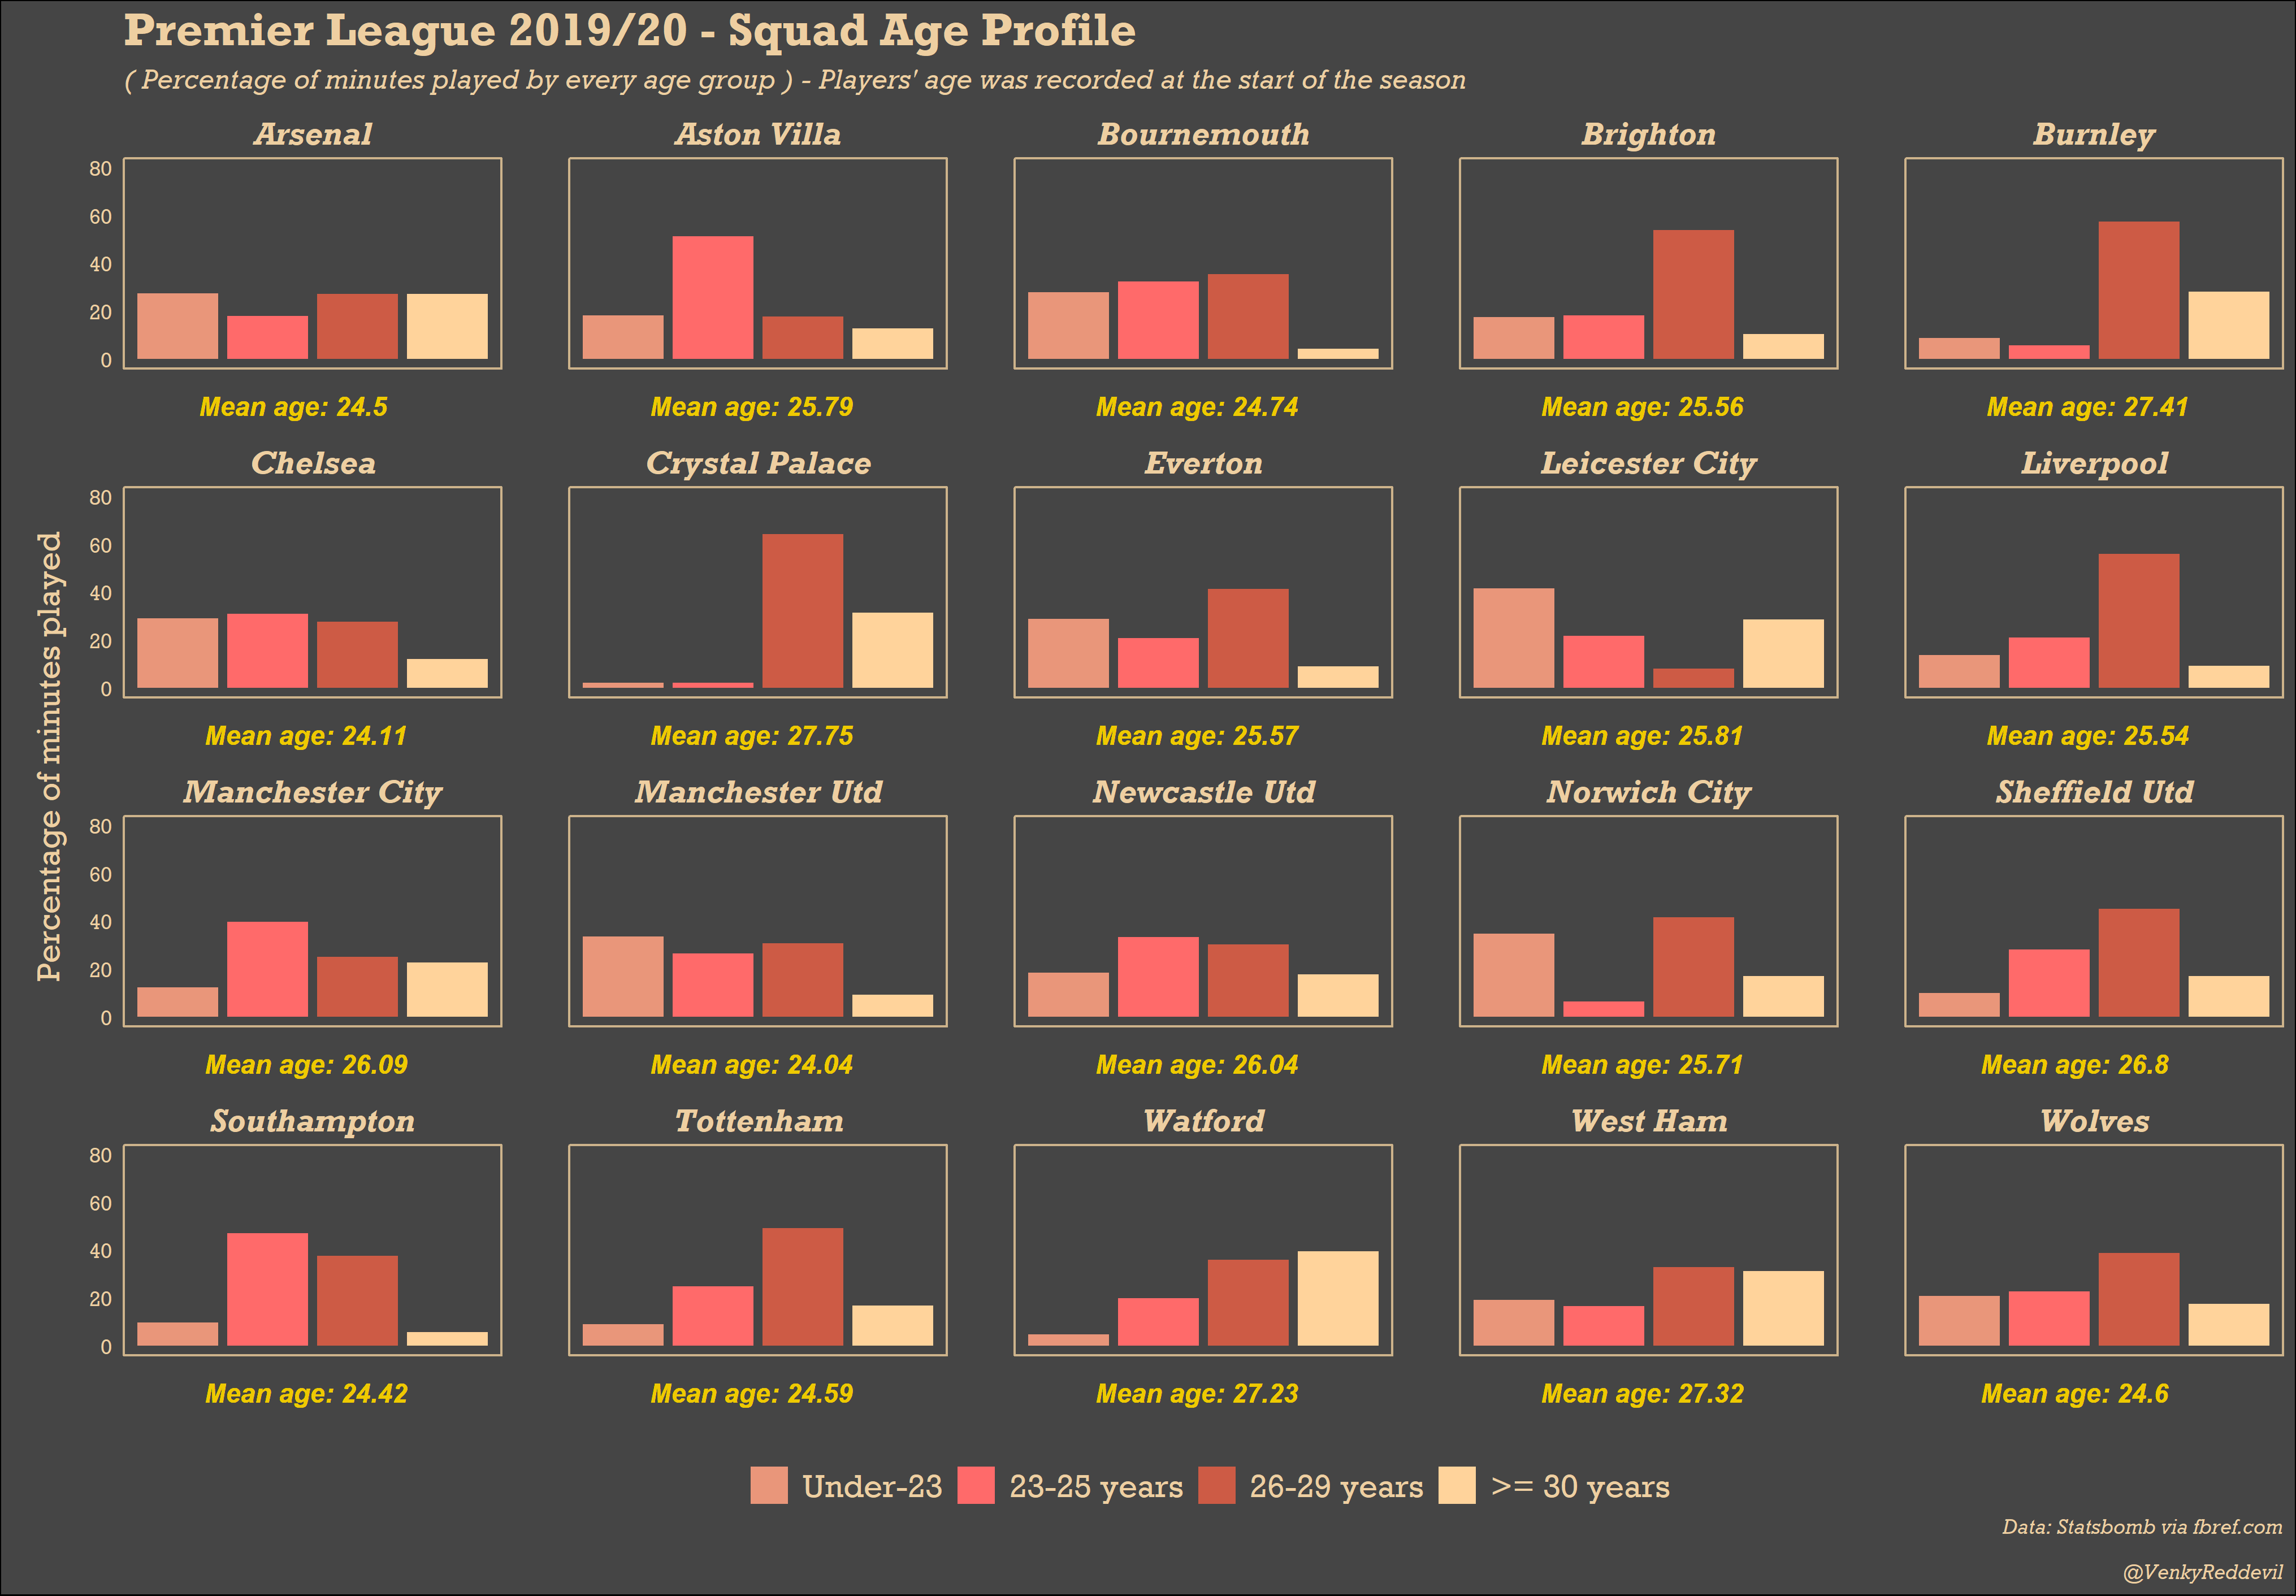 Premier League 2019/20 - Squad Age Profile
( Percentage of minutes played by every age group ) - Players' age was recorded at the start of the season
Arsenal Aston Villa Bournemouth Brighton Burnley
80
60
40
20
0
Mean age: 24.5 Mean age: 25.79 Mean age: 24.74 Mean age: 25.56 Mean age: 27.41
Chelsea Crystal Palace Everton Leicester City Liverpool
80
60
40
20
0
Mean age: 24.11 Mean age: 27.75 Mean age: 25.57 Mean age: 25.81 Mean age: 25.54
Percentage of minutes played
Manchester City Manchester Utd Newcastle Utd Norwich City Sheffield Utd
80
60
40
20
0
Mean age: 26.09 Mean age: 24.04 Mean age: 26.04 Mean age: 25.71 Mean age: 26.8
Southampton Tottenham Watford West Ham Wolves
80
60
40
20
0
Mean age: 24.42 Mean age: 24.59 Mean age: 27.23 Mean age: 27.32 Mean age: 24.6
Under-23 23-25 years 26-29 years >= 30 years
Data: Statsbomb via fbref.com
@VenkyReddevil